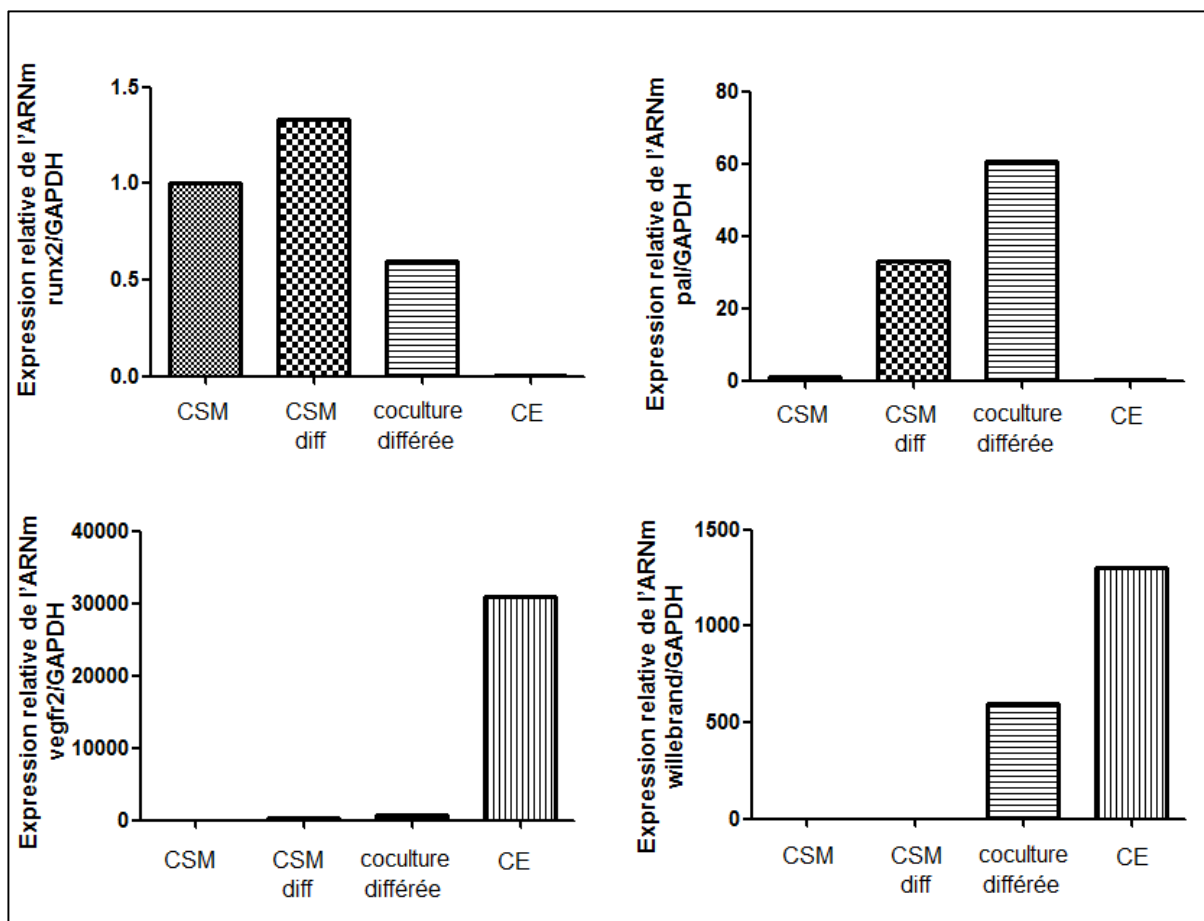 Expression relative de l'ARNm
runx2/GAPDH
1.5
1.0
0.5
0.0
CSM
CSM
diff
coculture
différée
CE
Expression relative de l'ARNm
pal/GAPDH
80
60
40
20
0
CSM
CSM
diff
coculture
différée
CE
Expression relative de l'ARNm
vegfr2/GAPDH
40000
30000
20000
10000
0
CSM
CSM
diff
coculture
différée
CE
Expression relative de l'ARNm
willebrand/GAPDH
1500
1000
500
0
CSM
CSM
diff
coculture
différée
CE